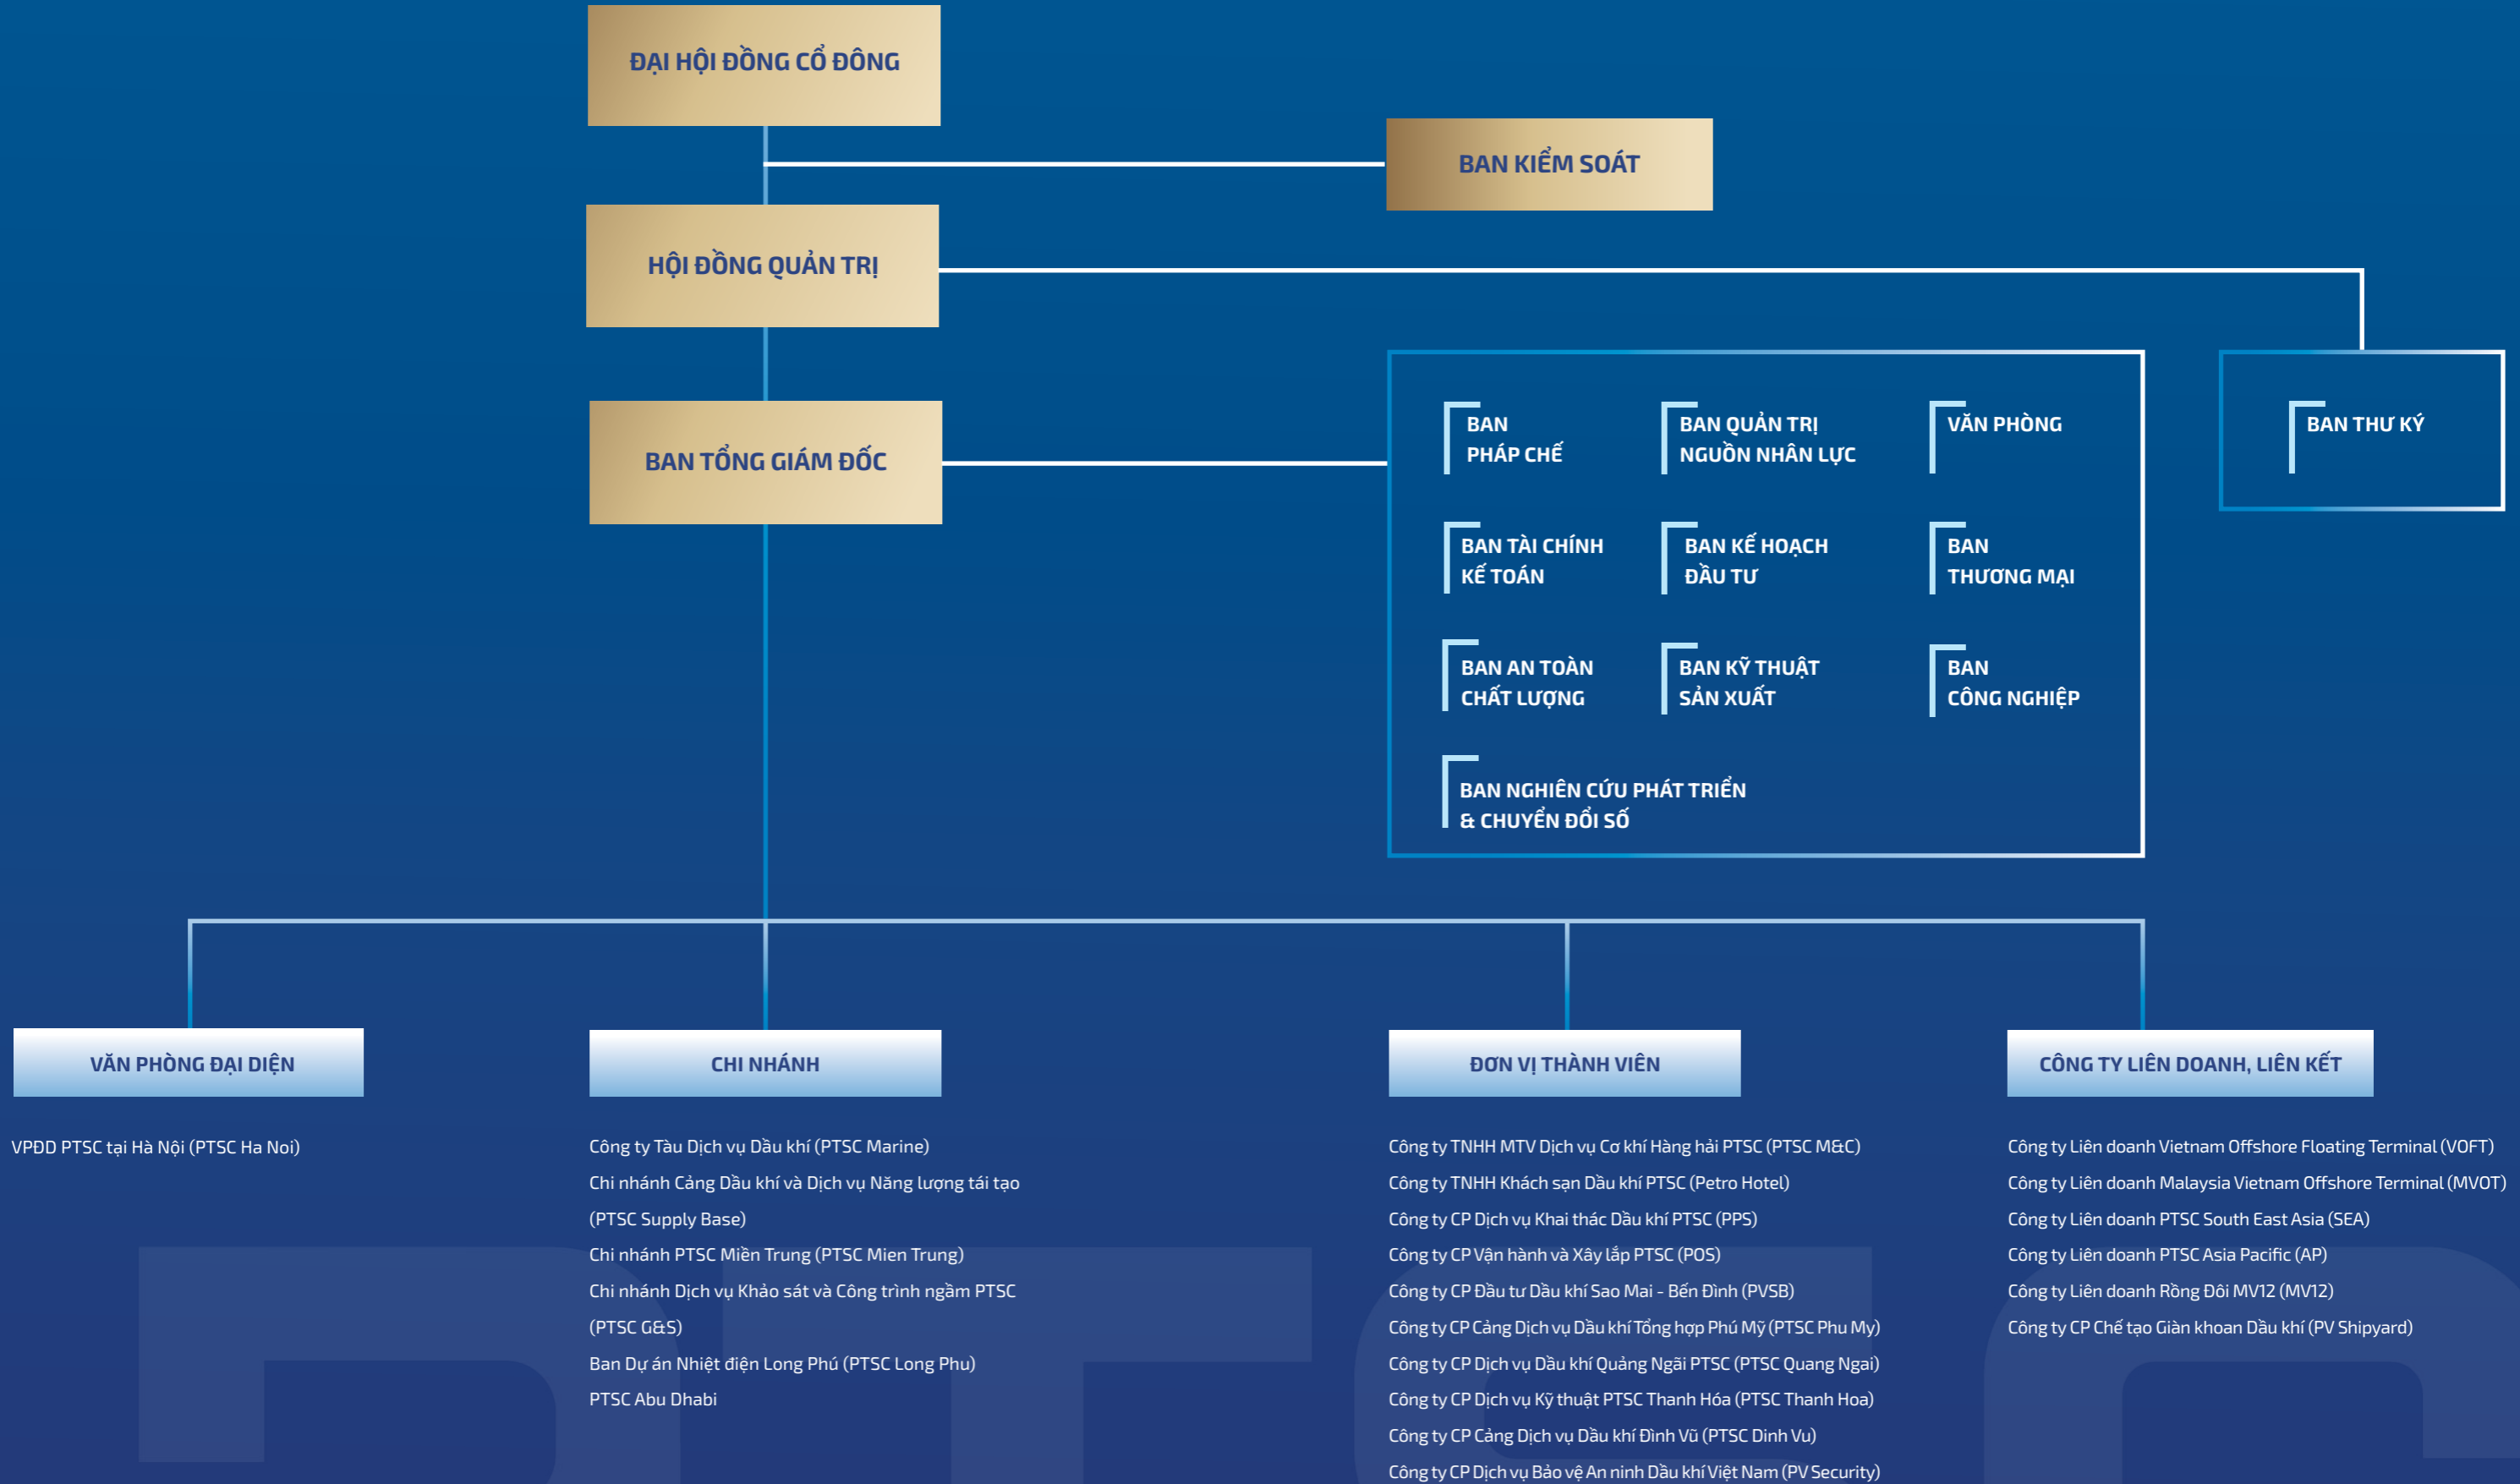 ĐẠI HỘI ĐỒNG CỔ ĐÔNG
BAN KIỂM SOÁT
HỘI ĐỒNG QUẢN TRỊ
BAN TỔNG GIÁM ĐỐC
BAN
PHÁP CHẾ
BAN QUẢN TRỊ
NGUỒN NHÂN LỰC
VĂN PHÒNG
BAN THƯ KÝ
BAN TÀI CHÍNH
KẾ TOÁN
BAN KẾ HOẠCH
ĐẦU TƯ
BAN
THƯƠNG MẠI
BAN AN TOÀN
CHẤT LƯỢNG
BAN KỸ THUẬT
SẢN XUẤT
BAN
CÔNG NGHIỆP
BAN NGHIÊN CỨU PHÁT TRIỂN
& CHUYỂN ĐỔI SỐ
VĂN PHÒNG ĐẠI DIỆN
VPĐD PTSC tại Hà Nội (PTSC Ha Noi)
CHI NHÁNH
Công ty Tàu Dịch vụ Dầu khí (PTSC Marine)
Chi nhánh Cảng Dầu khí và Dịch vụ Năng lượng tái tạo
(PTSC Supply Base)
Chi nhánh PTSC Miền Trung (PTSC Mien Trung)
Chi nhánh Dịch vụ Khảo sát và Công trình ngầm PTSC
(PTSC G&S)
Ban Dự án Nhiệt điện Long Phú (PTSC Long Phu)
PTSC Abu Dhabi
ĐƠN VỊ THÀNH VIÊN
Công ty TNHH MTV Dịch vụ Cơ khí Hàng hải PTSC (PTSC M&C)
Công ty TNHH Khách sạn Dầu khí PTSC (Petro Hotel)
Công ty CP Dịch vụ Khai thác Dầu khí PTSC (PPS)
Công ty CP Vận hành và Xây lắp PTSC (POS)
Công ty CP Đầu tư Dầu khí Sao Mai - Bến Đình (PVSB)
Công ty CP Cảng Dịch vụ Dầu khí Tổng hợp Phú Mỹ (PTSC Phu My)
Công ty CP Dịch vụ Dầu khí Quảng Ngãi PTSC (PTSC Quang Ngai)
Công ty CP Dịch vụ Kỹ thuật PTSC Thanh Hóa (PTSC Thanh Hoa)
Công ty CP Cảng Dịch vụ Dầu khí Đình Vũ (PTSC Dinh Vu)
Công ty CP Dịch vụ Bảo vệ An ninh Dầu khí Việt Nam (PV Security)
CÔNG TY LIÊN DOANH, LIÊN KẾT
Công ty Liên doanh Vietnam Offshore Floating Terminal (VOFT)
Công ty Liên doanh Malaysia Vietnam Offshore Terminal (MVOT)
Công ty Liên doanh PTSC South East Asia (SEA)
Công ty Liên doanh PTSC Asia Pacific (AP)
Công ty Liên doanh Rồng Đôi MV12 (MV12)
Công ty CP Chế tạo Giàn khoan Dầu khí (PV Shipyard)
PTSC